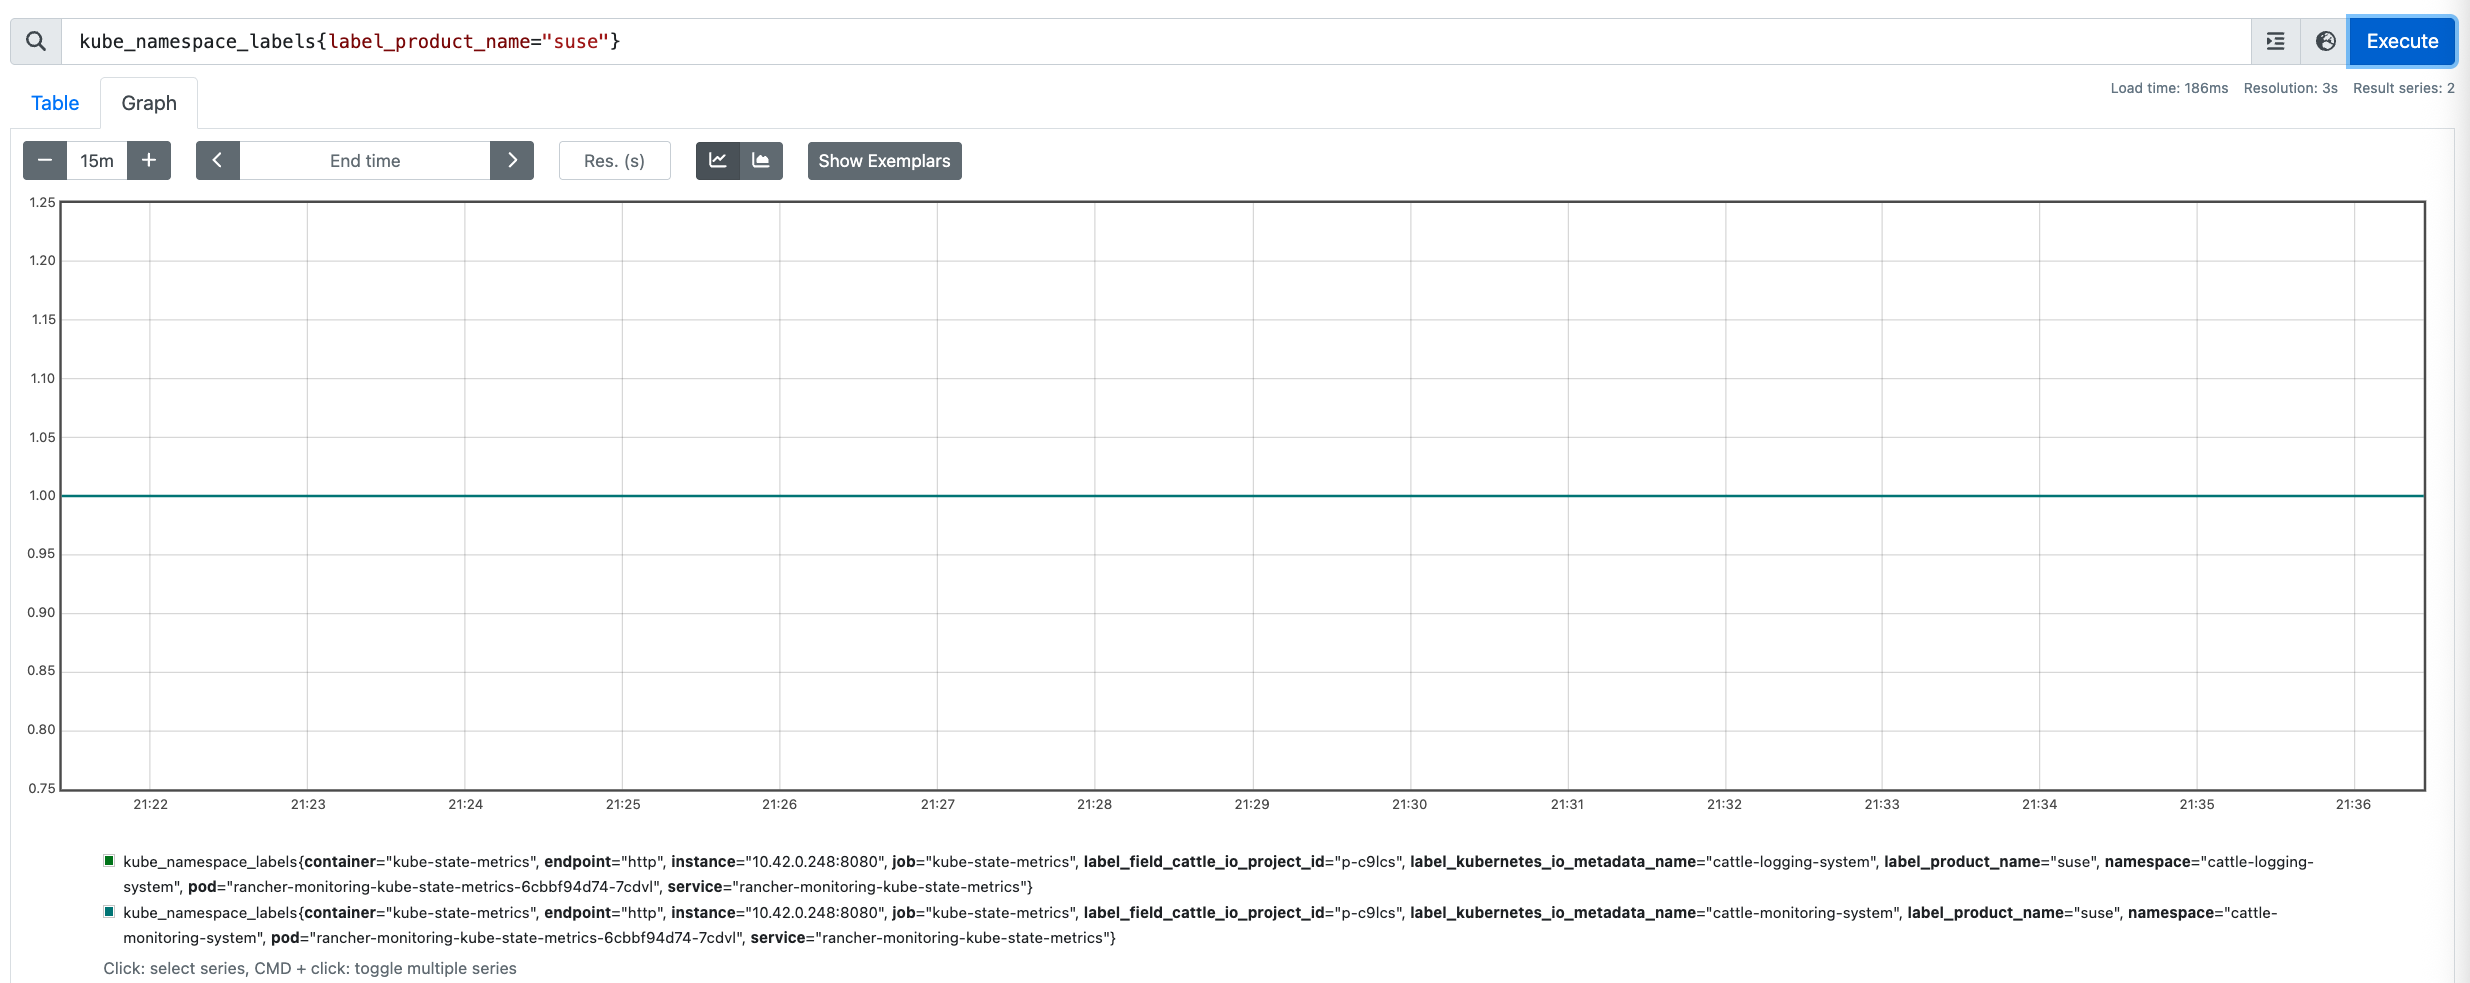 kube_namespace_labels{label_product_name="suse"}
Execute
Table
Graph
Load time: 186ms Resolution: 3s Result series: 2
15m
End time
Res. (s)
Show Exemplars
1.25
1.20
1.15
1.10
1.05
1.00
0.95
0.90
0.85
0.80
0.75
21:22 21:23 21:24 21:25 21:26 21:27 21:28 21:29 21:30 21:31 21:32 21:33 21:34 21:35 21:36
kube_namespace_labels{container="kube-state-metrics", endpoint="http", instance="10.42.0.248:8080", job="kube-state-metrics", label_field_cattle_io_project_id="p-c9lcs", label_kubernetes_io_metadata_name="cattle-logging-system", label_product_name="suse", namespace="cattle-logging-
system", pod="rancher-monitoring-kube-state-metrics-6cbbf94d74-7cdvl", service="rancher-monitoring-kube-state-metrics"}
kube_namespace_labels{container="kube-state-metrics", endpoint="http", instance="10.42.0.248:8080", job="kube-state-metrics", label_field_cattle_io_project_id="p-c9lcs", label_kubernetes_io_metadata_name="cattle-monitoring-system", label_product_name="suse", namespace="cattle-
monitoring-system", pod="rancher-monitoring-kube-state-metrics-6cbbf94d74-7cdvl", service="rancher-monitoring-kube-state-metrics"}
Click: select series, CMD + click: toggle multiple series